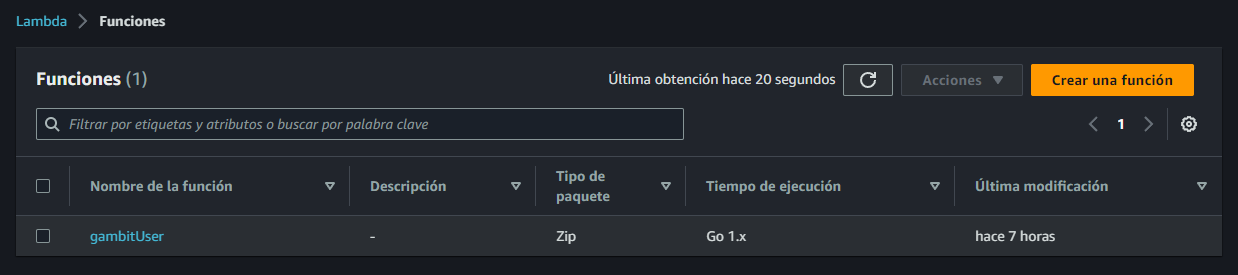 Lambda > Funciones
Funciones (1)
Última obtención hace 20 segundos
Acciones
Crear una función
Filtrar por etiquetas y atributos o buscar por palabra clave
1
Nombre de la función
Descripción
Tipo de
paquete
Tiempo de ejecución
Última modificación
gambitUser
-
Zip
Go 1.x
hace 7 horas